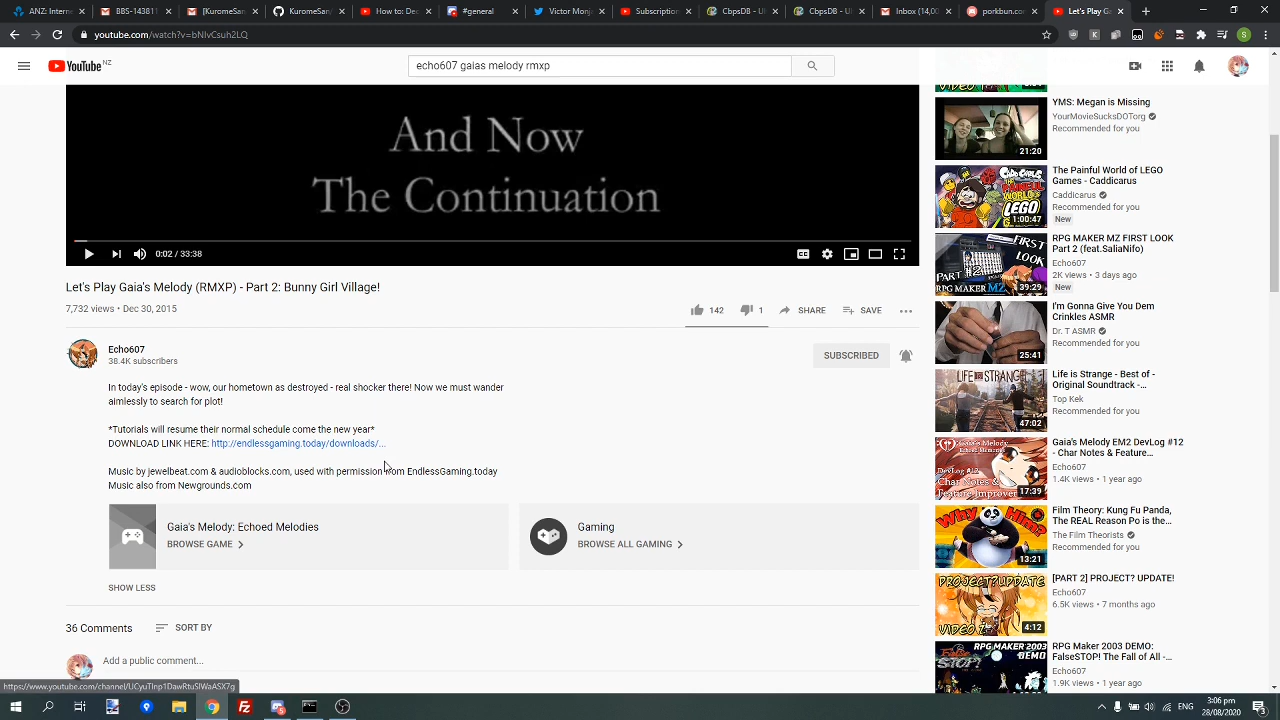 ANZ Inter
BBS-14381
[KuromeSan
KuromeSan
How to: Dec
#general
Victor Monj
Subscription
CbpsDB - U
CbpsDB - U
Inbox (14,00
porbun.co
Let's Play Ga
youtube.com/watch?v=bNlvCsuh2LQ
YouTube NZ
echo607 gaias melody rmxp
And Now
The Continuation
0:02 / 33:38
Let's Play Gaia's Melody (RMXP) - Part 2: Bunny Girl Village!
7,732 views • Dec 30, 2015
142
1
SHARE
SAVE
Echo607
38.4K subscribers
SUBSCRIBED
In today's episode - wow, our hometown as destroyed - real shocker there! Now we must wander
aimlessly to search for plot!
*Tutorials will resume their normal schedule come the new year*
DOWNLOAD LINK HERE: http://endlessgaming.today/downloads/...
Music by jewelbeat.com & audioblocks.com, used with permission from EndlessGaming.today
Music also from Newgrounds.com
Gaia's Melody: Echoed Melodies
BROWSE GAME
Gaming
BROWSE ALL GAMING
SHOW LESS
36 Comments
SORT BY
Add a public comment...
YMS: Megan is Missing
YourMovieSucksDOTorg
Recommended for you
21:20
The Painful World of LEGO
Games - Caddicarus
Caddicarus
Recommended for you
New
1:00:47
RPG MAKER MZ FIRST LOOK
Part 2 (feat.SaliaNifo)
Echo607
2K views • 3 days ago
New
39:29
I'm Gonna Give You Dem
Crinkles ASMR
Dr. T ASMR
Recommended for you
25:41
Life is Strange - Best of -
Original Soundtrack -...
Top Kek
Recommended for you
47:02
Gaia's Melody EM2 DevLog #12
- Char Notes & Feature...
Echo607
1.4K views • 1 year ago
17:39
Film Theory: Kung Fu Panda,
The REAL Reason Po is the...
The Film Theorists
Recommended for you
13:21
[PART 2] PROJECT? UPDATE!
Echo607
6.5K views • 7 months ago
4:12
RPG Maker 2003 DEMO:
FalseSTOP! The Fall of All -...
Echo607
1.9K views • 1 year ago
ENG
3:06 pm
28/08/2020